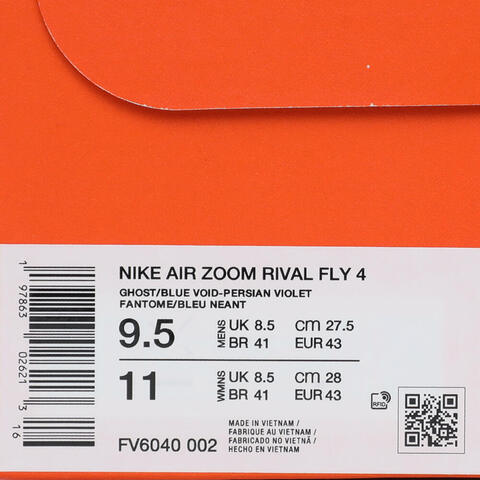 NIKE AIR ZOOM RIVAL FLY 4
GHOST/BLUE VOID-PERSIAN VIOLET
FANTOME/BLEU NEANT
9.5 MENS UK 8.5 CM 27.5
BR 41 EUR 43
11 WMNS UK 8.5 CM 28
BR 41 EUR 43
FV6040 002
MADE IN VIETNAM/
FABRIQUE AU VIETNAM/
FABRICADO NO VIETNÃ/
HECHO EN VIETNAM
RFID
1 97863 02621 3 16